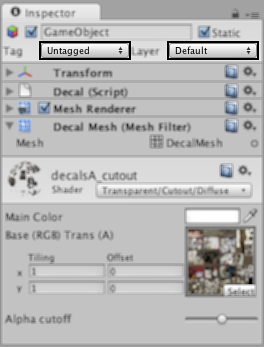 Inspector
GameObject Static
Tag Untagged Layer Default
Transform
Decal (Script)
Mesh Renderer
Decal Mesh (Mesh Filter)
Mesh DecalMesh
decalsA_cutout
Shader Transparent/Cutout/Diffuse
Main Color
Base (RGB) Trans (A)
Tiling Offset
x 1 0
y 1 0
Select
Alpha cutoff